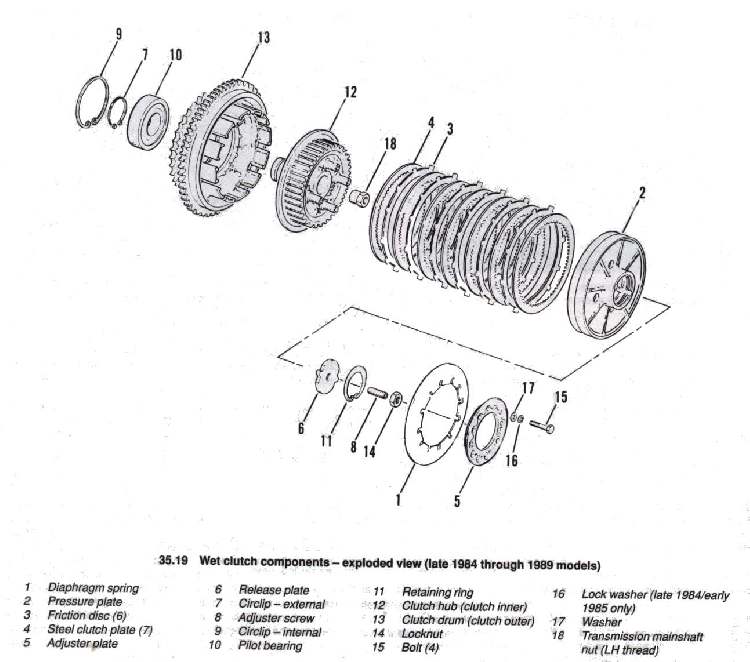 9
7
10
13
12
18
4
3
2
6
11
8
14
1
5
17
16
15
35.19 Wet clutch components – exploded view (late 1984 through 1989 models)
1 Diaphragm spring
2 Pressure plate
3 Friction disc (6)
4 Steel clutch plate (7)
5 Adjuster plate
6 Release plate
7 Circlip – external
8 Adjuster screw
9 Circlip – internal
10 Pilot bearing
11 Retaining ring
12 Clutch hub (clutch inner)
13 Clutch drum (clutch outer)
14 Locknut
15 Bolt (4)
16 Lock washer (late 1984/early
1985 only)
17 Washer
18 Transmission mainshaft
nut (LH thread)